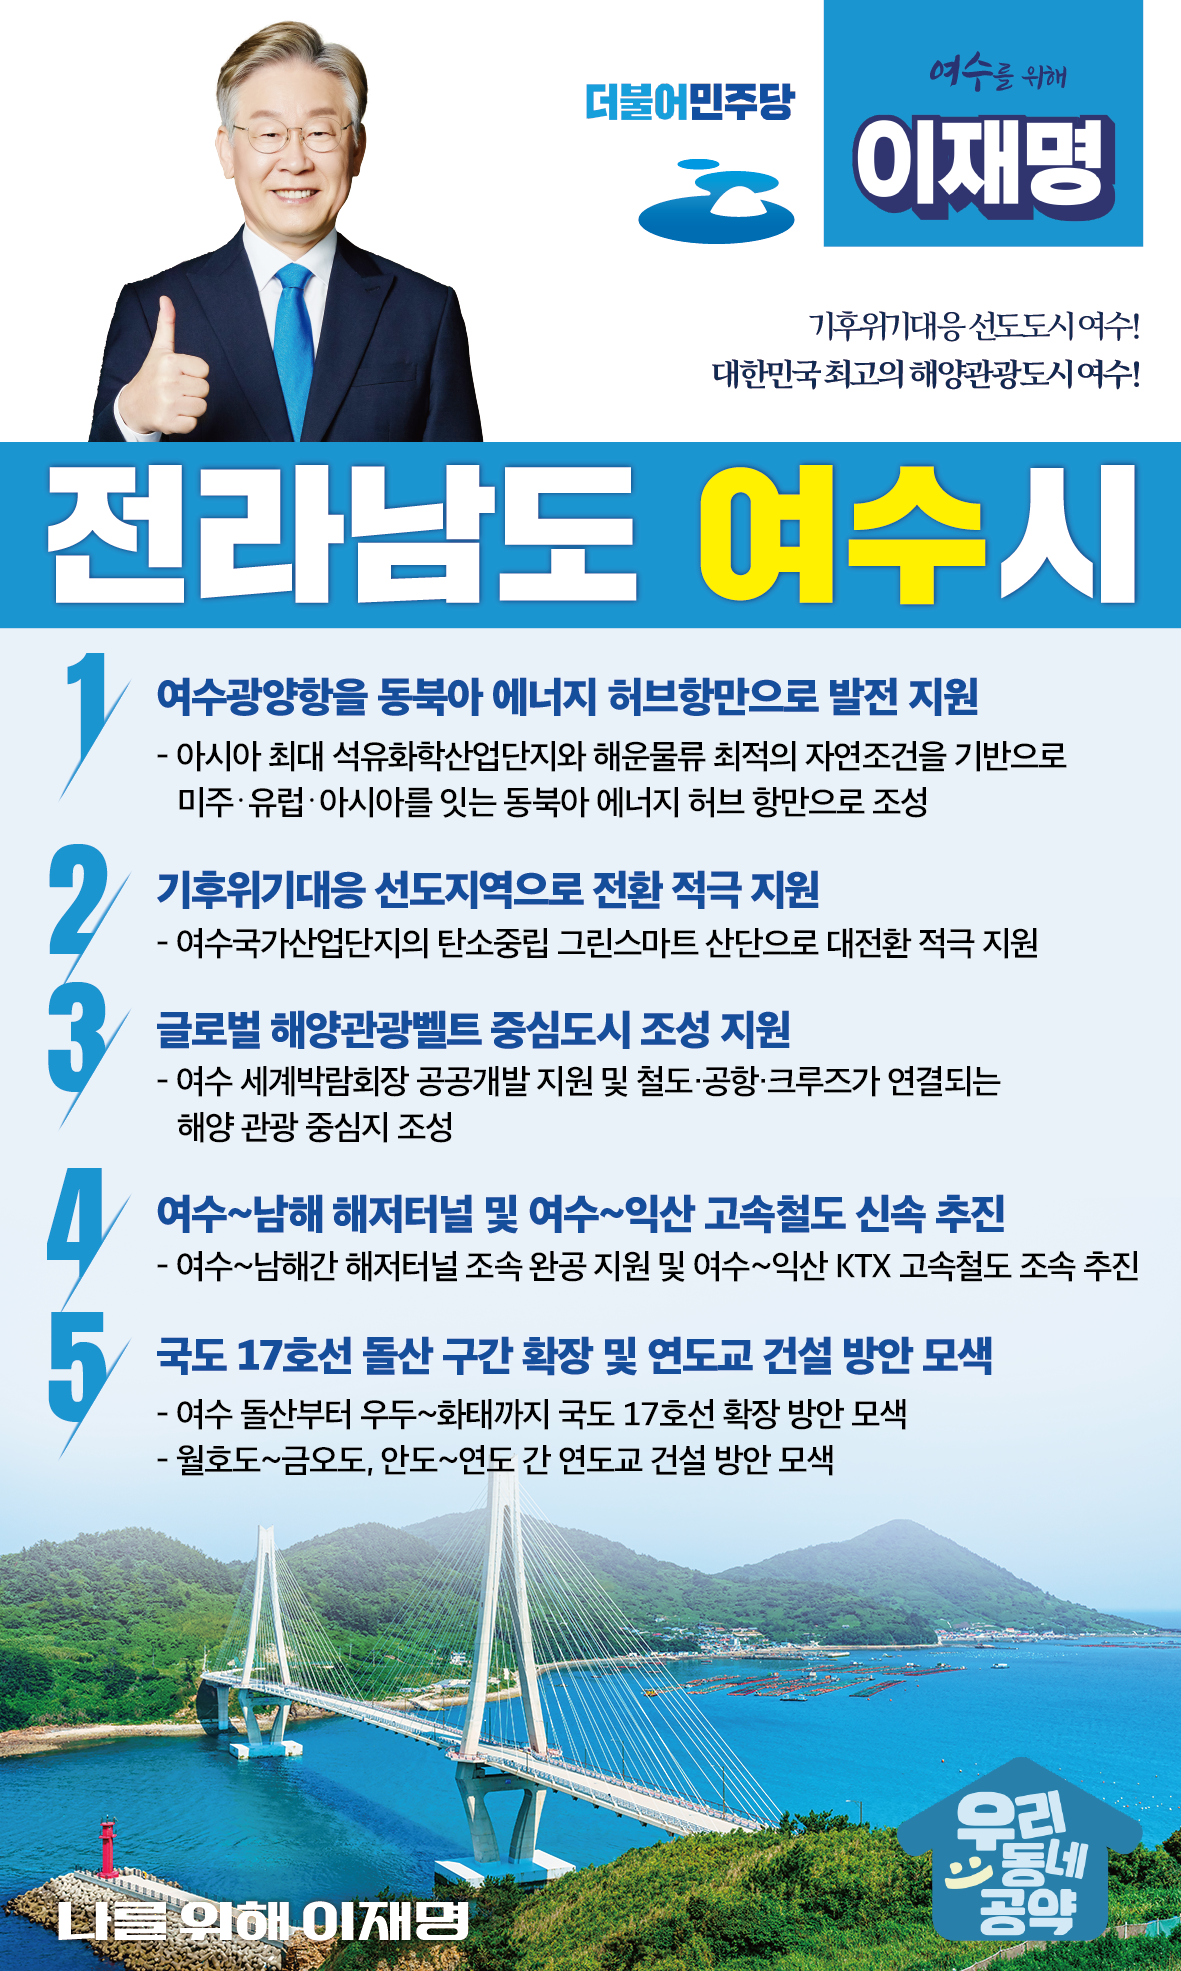 더불어민주당
여수를 위해
이재명
기후위기대응 선도도시 여수!
대한민국 최고의 해양관광도시 여수!
전라남도 여수시
1
여수광양항을 동북아 에너지 허브항만으로 발전 지원
- 아시아 최대 석유화학산업단지와 해운물류 최적의 자연조건을 기반으로
미주·유럽·아시아를 잇는 동북아 에너지 허브 항만으로 조성
2
기후위기대응 선도지역으로 전환 적극 지원
- 여수국가산업단지의 탄소중립 그린스마트 산단으로 대전환 적극 지원
3
글로벌 해양관광벨트 중심도시 조성 지원
- 여수 세계박람회장 공공개발 지원 및 철도·공항·크루즈가 연결되는
해양 관광 중심지 조성
4
여수~남해 해저터널 및 여수~익산 고속철도 신속 추진
- 여수~남해간 해저터널 조속 완공 지원 및 여수~익산 KTX 고속철도 조속 추진
5
국도 17호선 돌산 구간 확장 및 연도교 건설 방안 모색
- 여수 돌산부터 우두~화태까지 국도 17호선 확장 방안 모색
- 월호도~금오도, 안도~연도 간 연도교 건설 방안 모색
나를 위해 이재명
우리
동네
공약